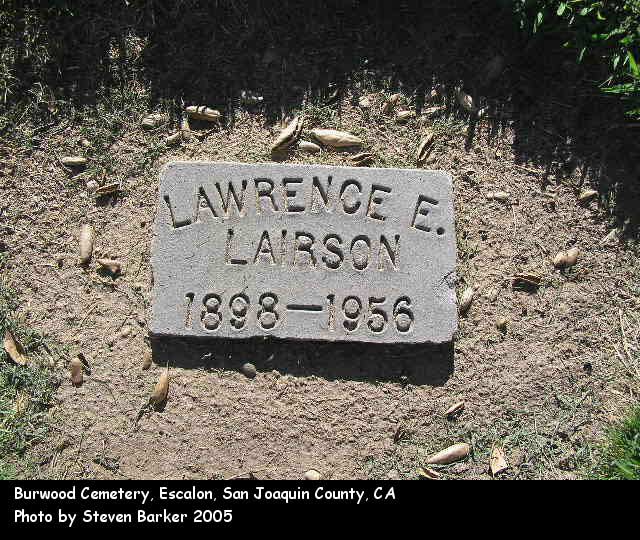 LAWRENCE E.
LAIRSON
1898—1956
Burwood Cemetery, Escalon, San Joaquin County, CA
Photo by Steven Barker 2005